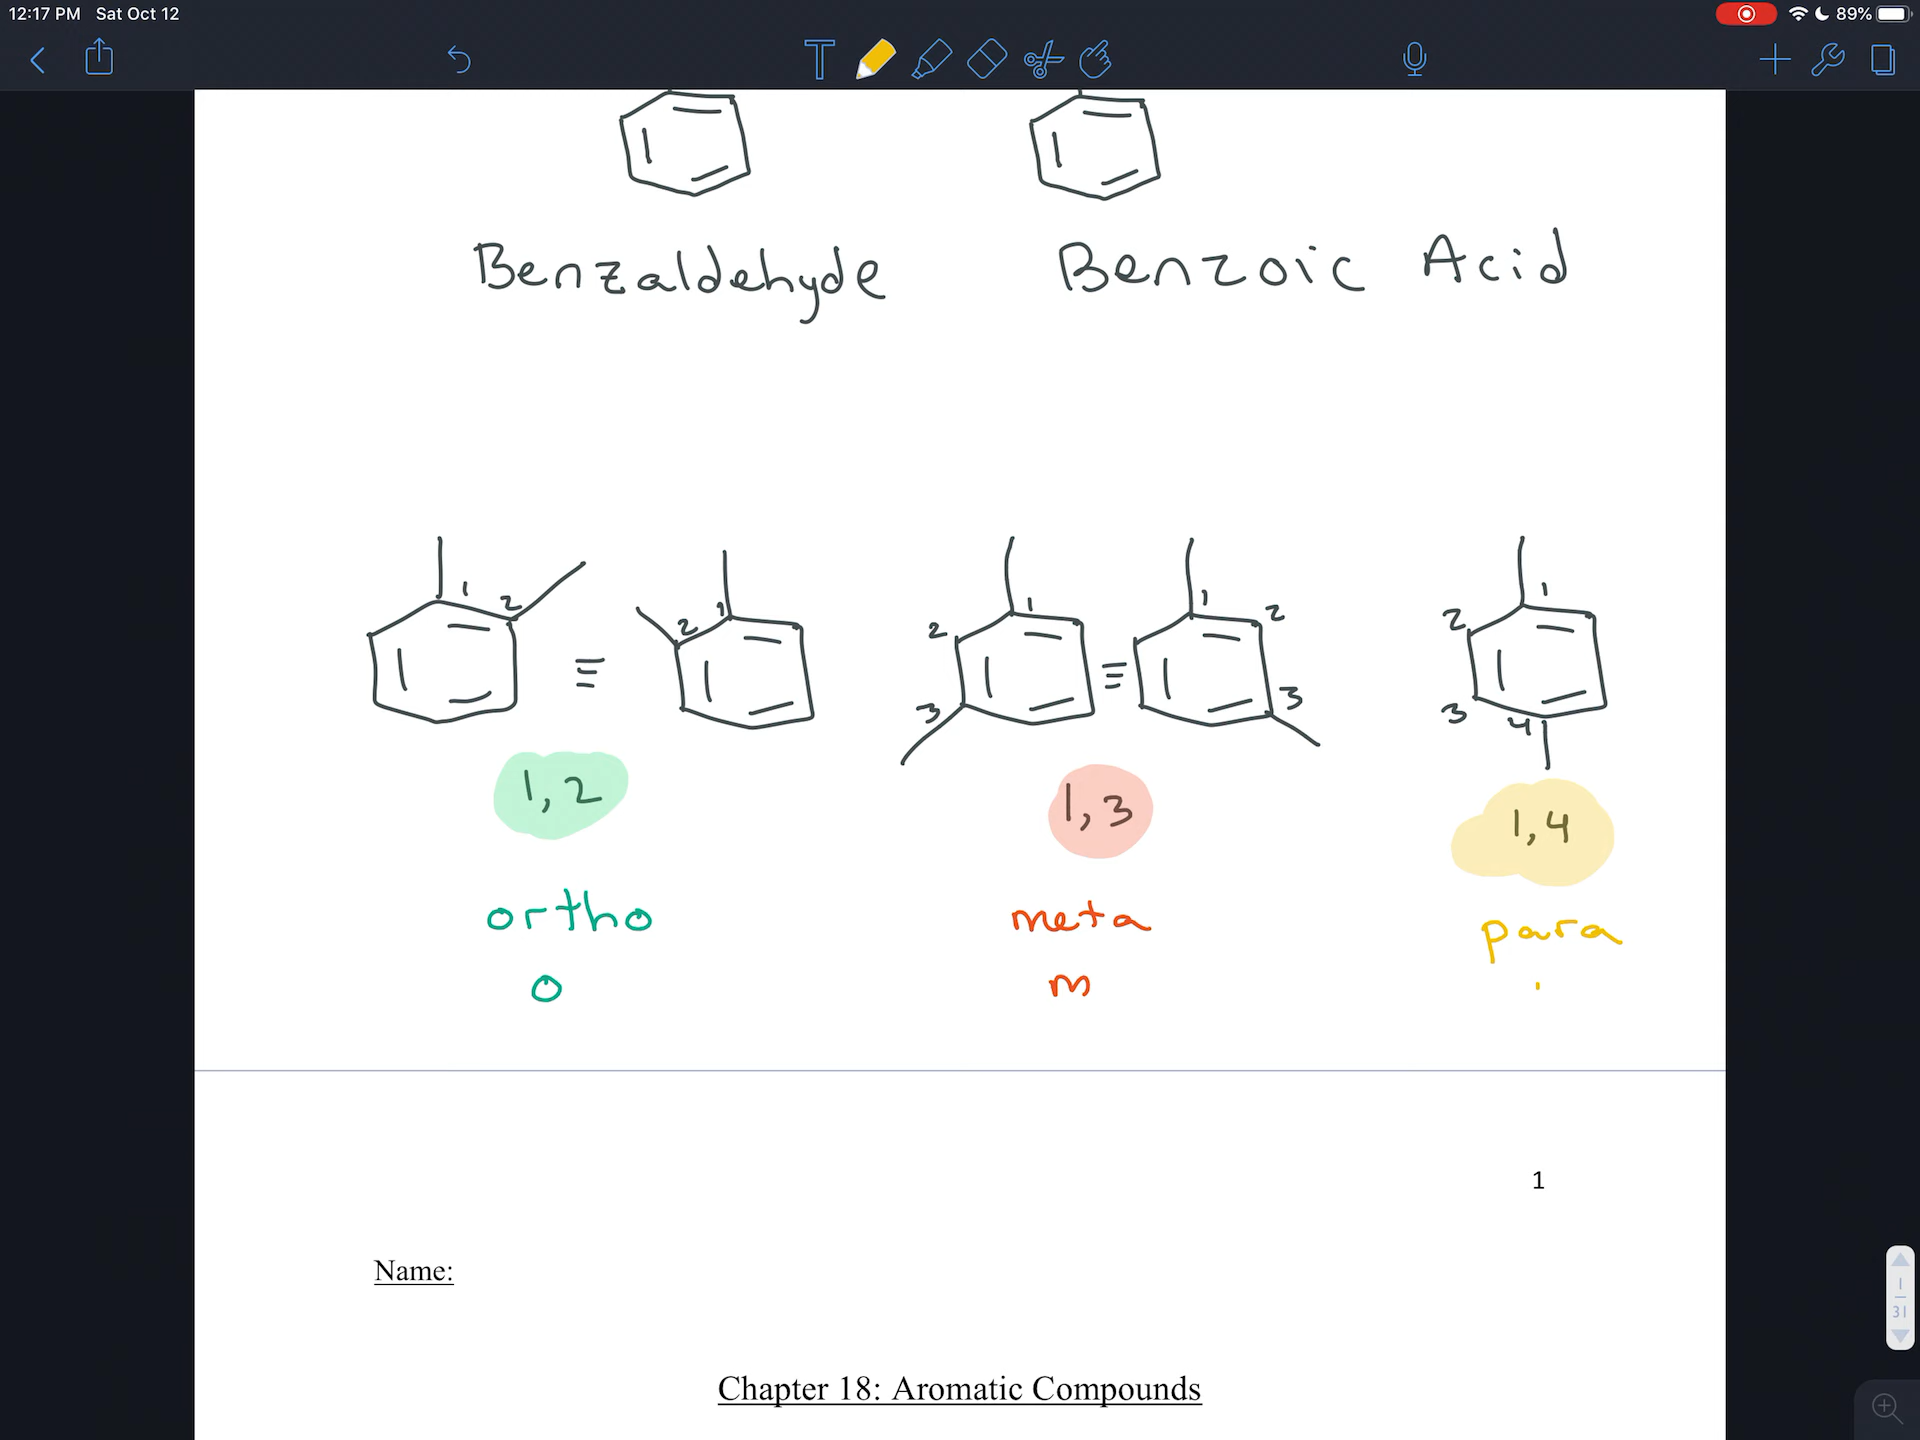 12:17 PM Sat Oct 12
89%
T
Benzaldehyde
Benzoic Acid
1 2
2 1
1 2 3
1 2 3
1 2 3 4
1,2
1,3
1,4
ortho
meta
para
o
m
1
Name:
1
31
Chapter 18: Aromatic Compounds